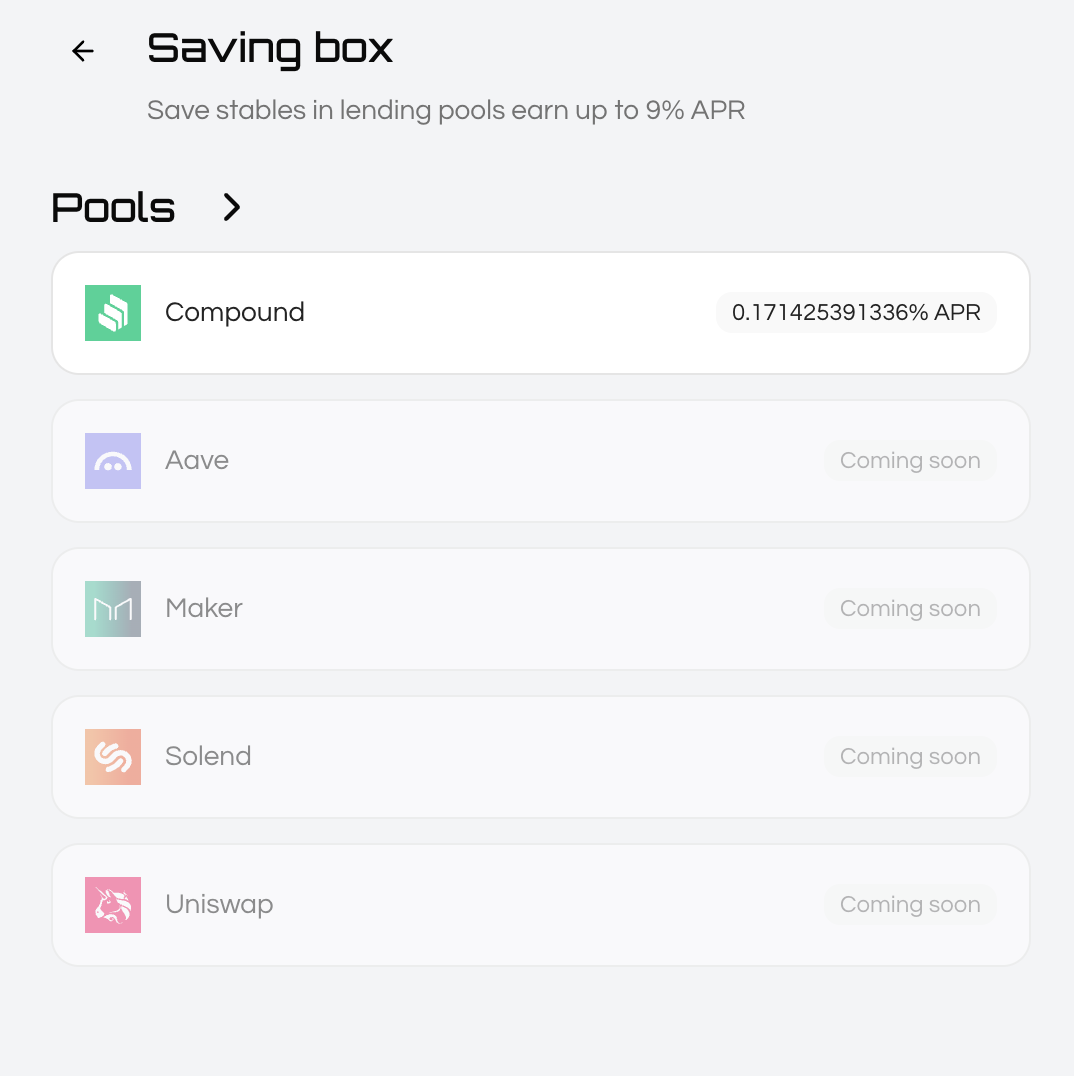 Saving box
Save stables in lending pools earn up to 9% APR
Pools
Compound 0.171425391336% APR
Aave Coming soon
Maker Coming soon
Solend Coming soon
Uniswap Coming soon